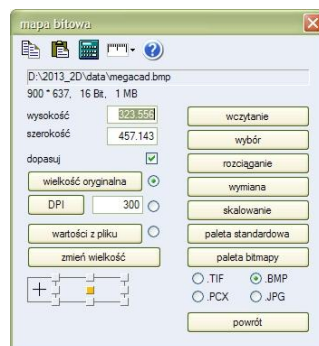 mapa bitowa
D:\2013_2D\data\megacad.bmp
900 * 637, 16 Bit, 1 MB
wysokość 323.556
szerokość 457.143
dopasuj
wielkość oryginalna
DPI 300
wartości z pliku
zmień wielkość
wczytanie
wybór
rozciąganie
wymiana
skalowanie
paleta standardowa
paleta bitmapy
.TIF .BMP
.PCX .JPG
powrót